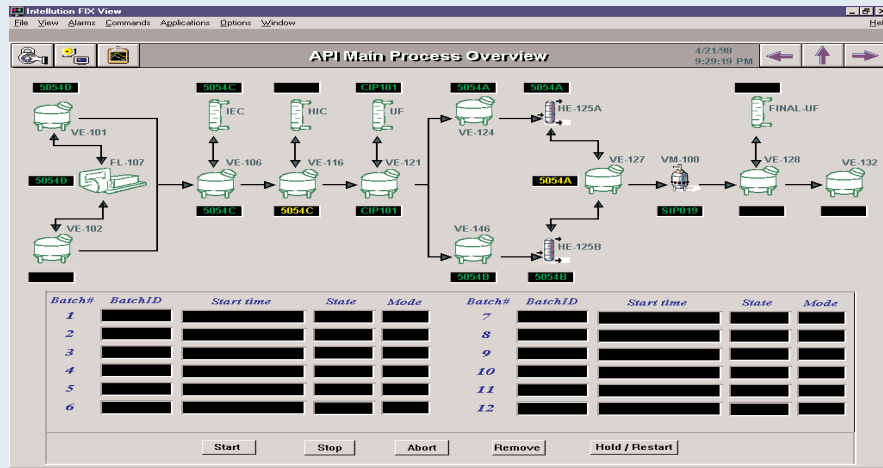 Intellution FIX View
File View Alarms Commands Applications Options Window Hel
API Main Process Overview
4/21/98
9:29:19 PM
5054D 5054C CIP101 5054A 5054A
VE-101 IEC HIC UF VE-124 HE-125A FINAL-UF
FL-107 VE-106 VE-116 VE-121 VE-127 VM-100 VE-128 VE-132
5054D 5054A
5054C 5054C CIP101 SIP019
VE-102 VE-146 HE-125B
5054B 5054B
Batch# BatchID Start time State Mode Batch# BatchID Start time State Mode
1 7
2 8
3 9
4 10
5 11
6 12
Start Stop Abort Remove Hold / Restart